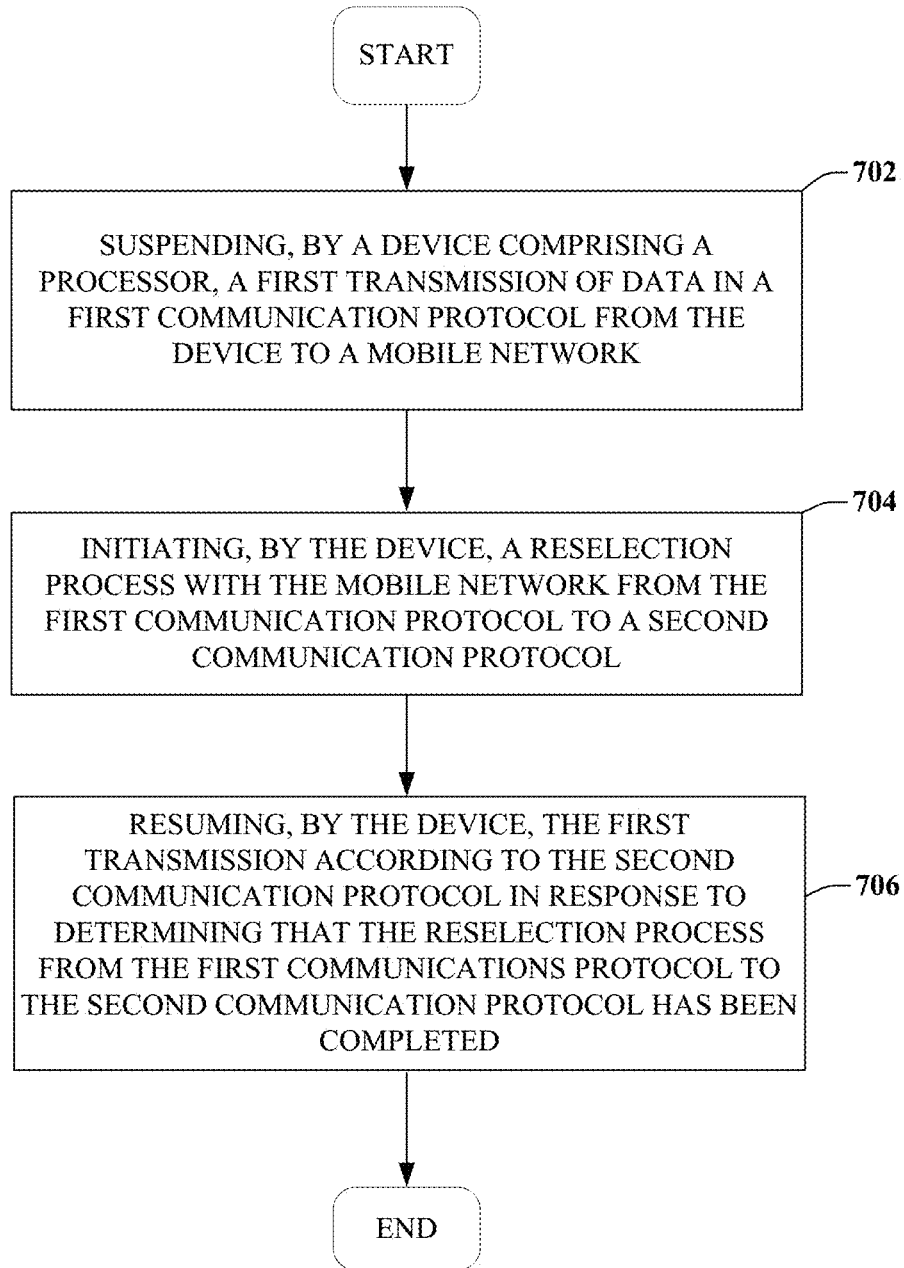 START
702
SUSPENDING, BY A DEVICE COMPRISING A
PROCESSOR, A FIRST TRANSMISSION OF DATA IN A
FIRST COMMUNICATION PROTOCOL FROM THE
DEVICE TO A MOBILE NETWORK
704
INITIATING, BY THE DEVICE, A RESELECTION
PROCESS WITH THE MOBILE NETWORK FROM THE
FIRST COMMUNICATION PROTOCOL TO A SECOND
COMMUNICATION PROTOCOL
RESUMING, BY THE DEVICE, THE FIRST
TRANSMISSION ACCORDING TO THE SECOND
COMMUNICATION PROTOCOL IN RESPONSE TO
DETERMINING THAT THE RESELECTION PROCESS
FROM THE FIRST COMMUNICATIONS PROTOCOL TO
THE SECOND COMMUNICATION PROTOCOL HAS BEEN
COMPLETED
706
END